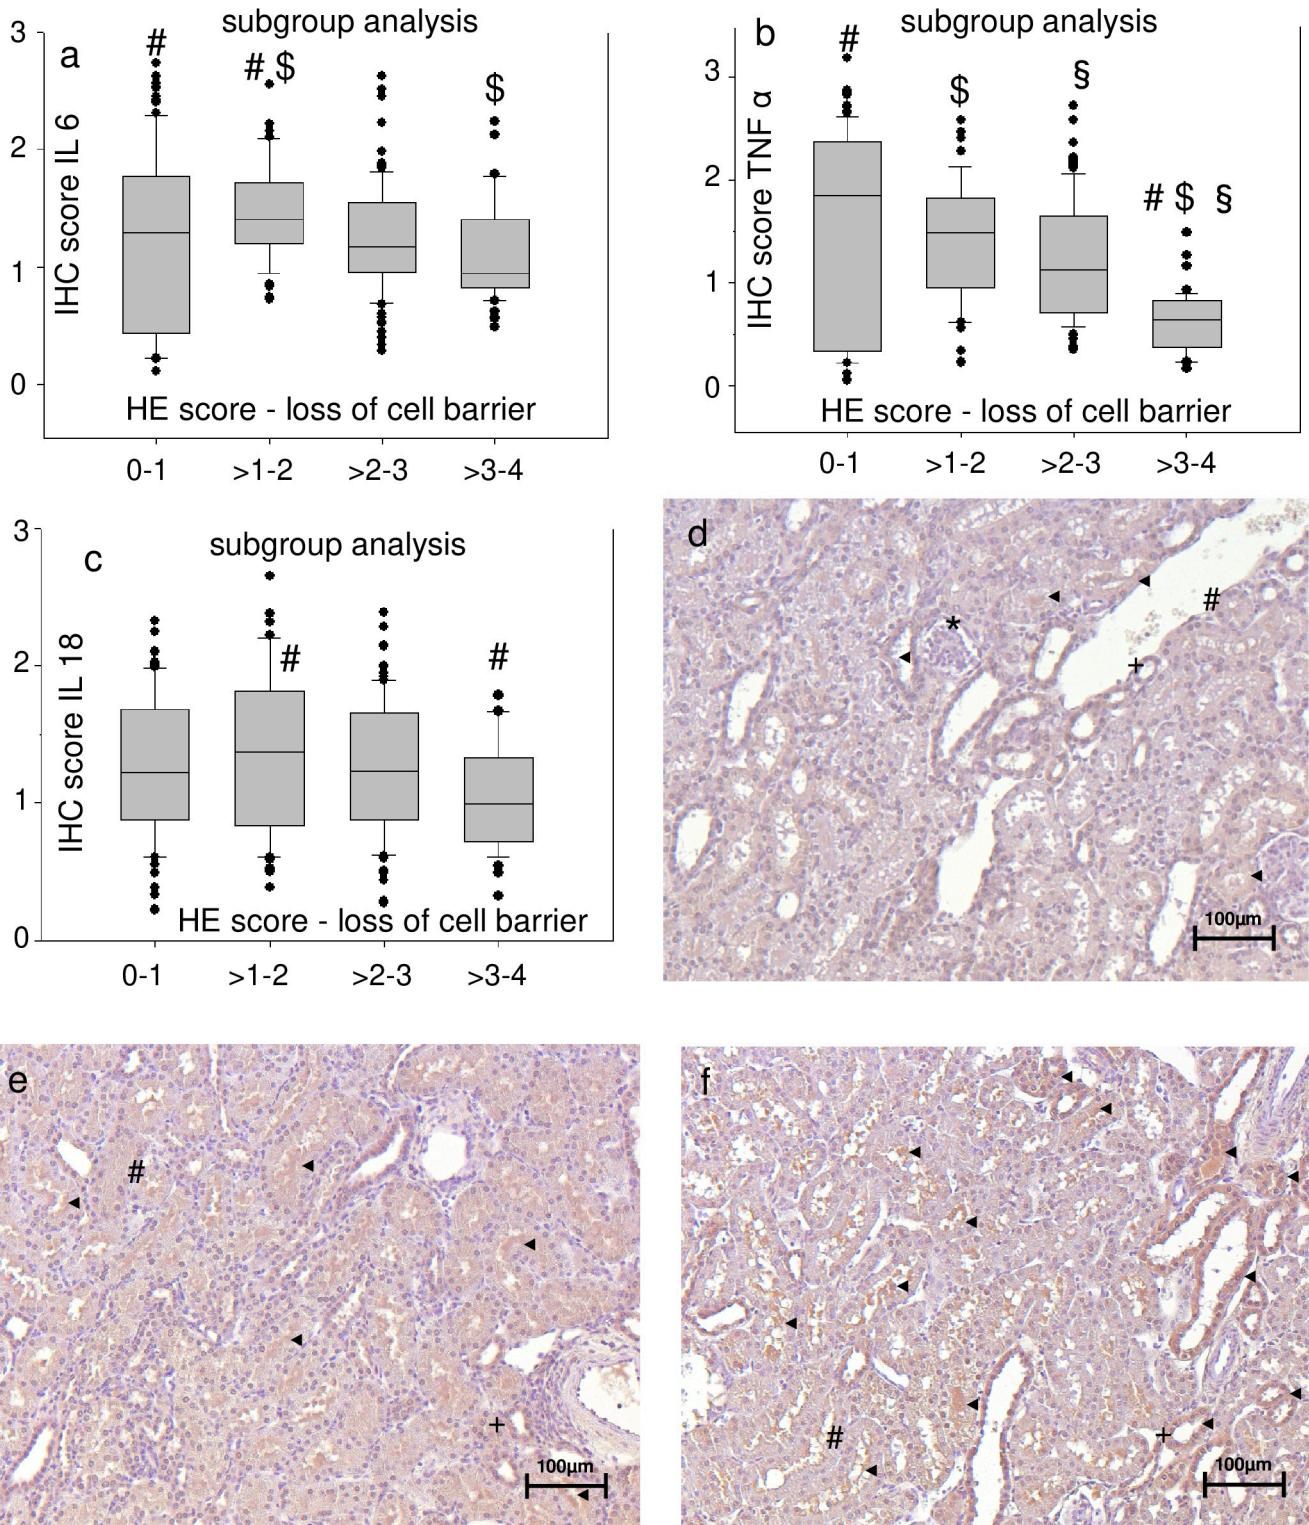 subgroup analysis
a
# # $ $
IHC score IL 6
3
2
1
0
HE score - loss of cell barrier
0-1 >1-2 >2-3 >3-4
subgroup analysis
b
# $ § # $ §
IHC score TNF α
3
2
1
0
HE score - loss of cell barrier
0-1 >1-2 >2-3 >3-4
subgroup analysis
c
# #
IHC score IL 18
3
2
1
0
HE score - loss of cell barrier
0-1 >1-2 >2-3 >3-4
d
#
*
+
100µm
e
#
+
100µm
f
#
+
100µm